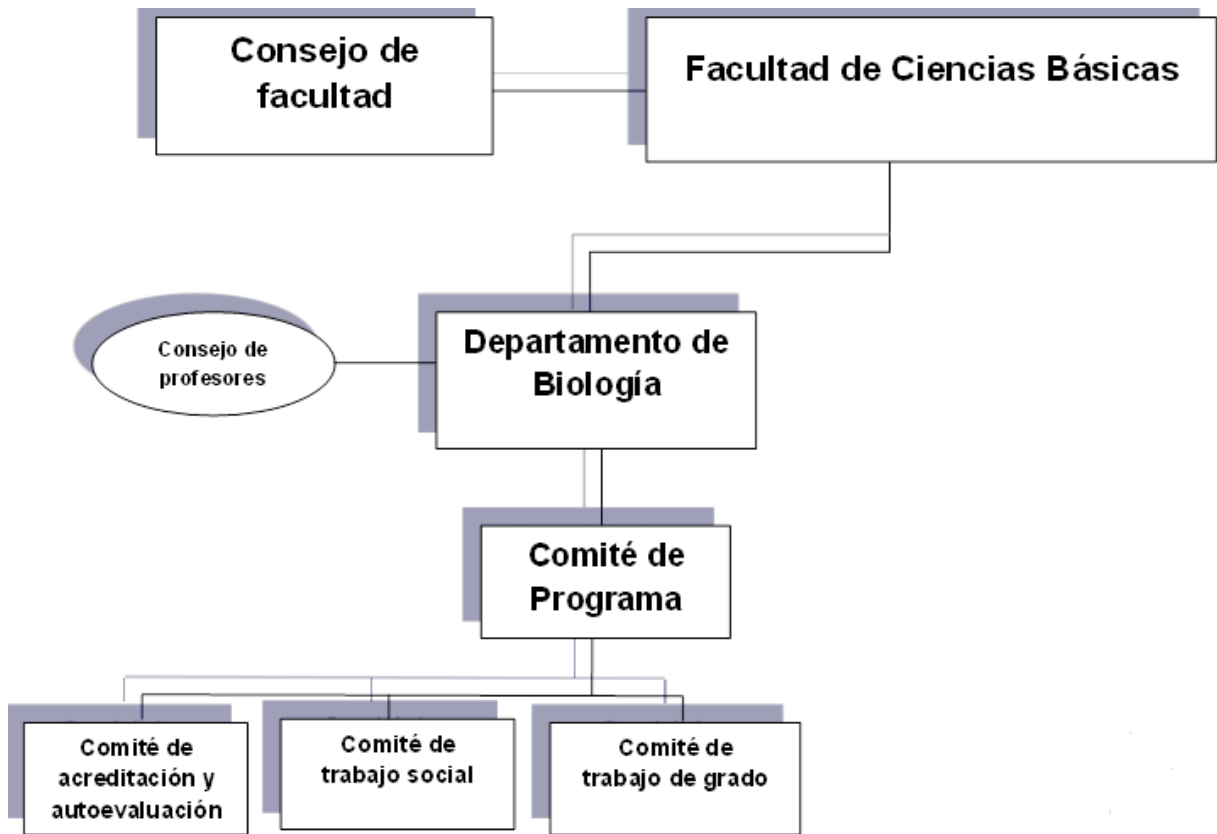 Consejo de
facultad
Facultad de Ciencias Básicas
Consejo de
profesores
Departamento de
Biología
Comité de
Programa
Comité de
acreditación y
autoevaluación
Comité de
trabajo social
Comité de
trabajo de grado